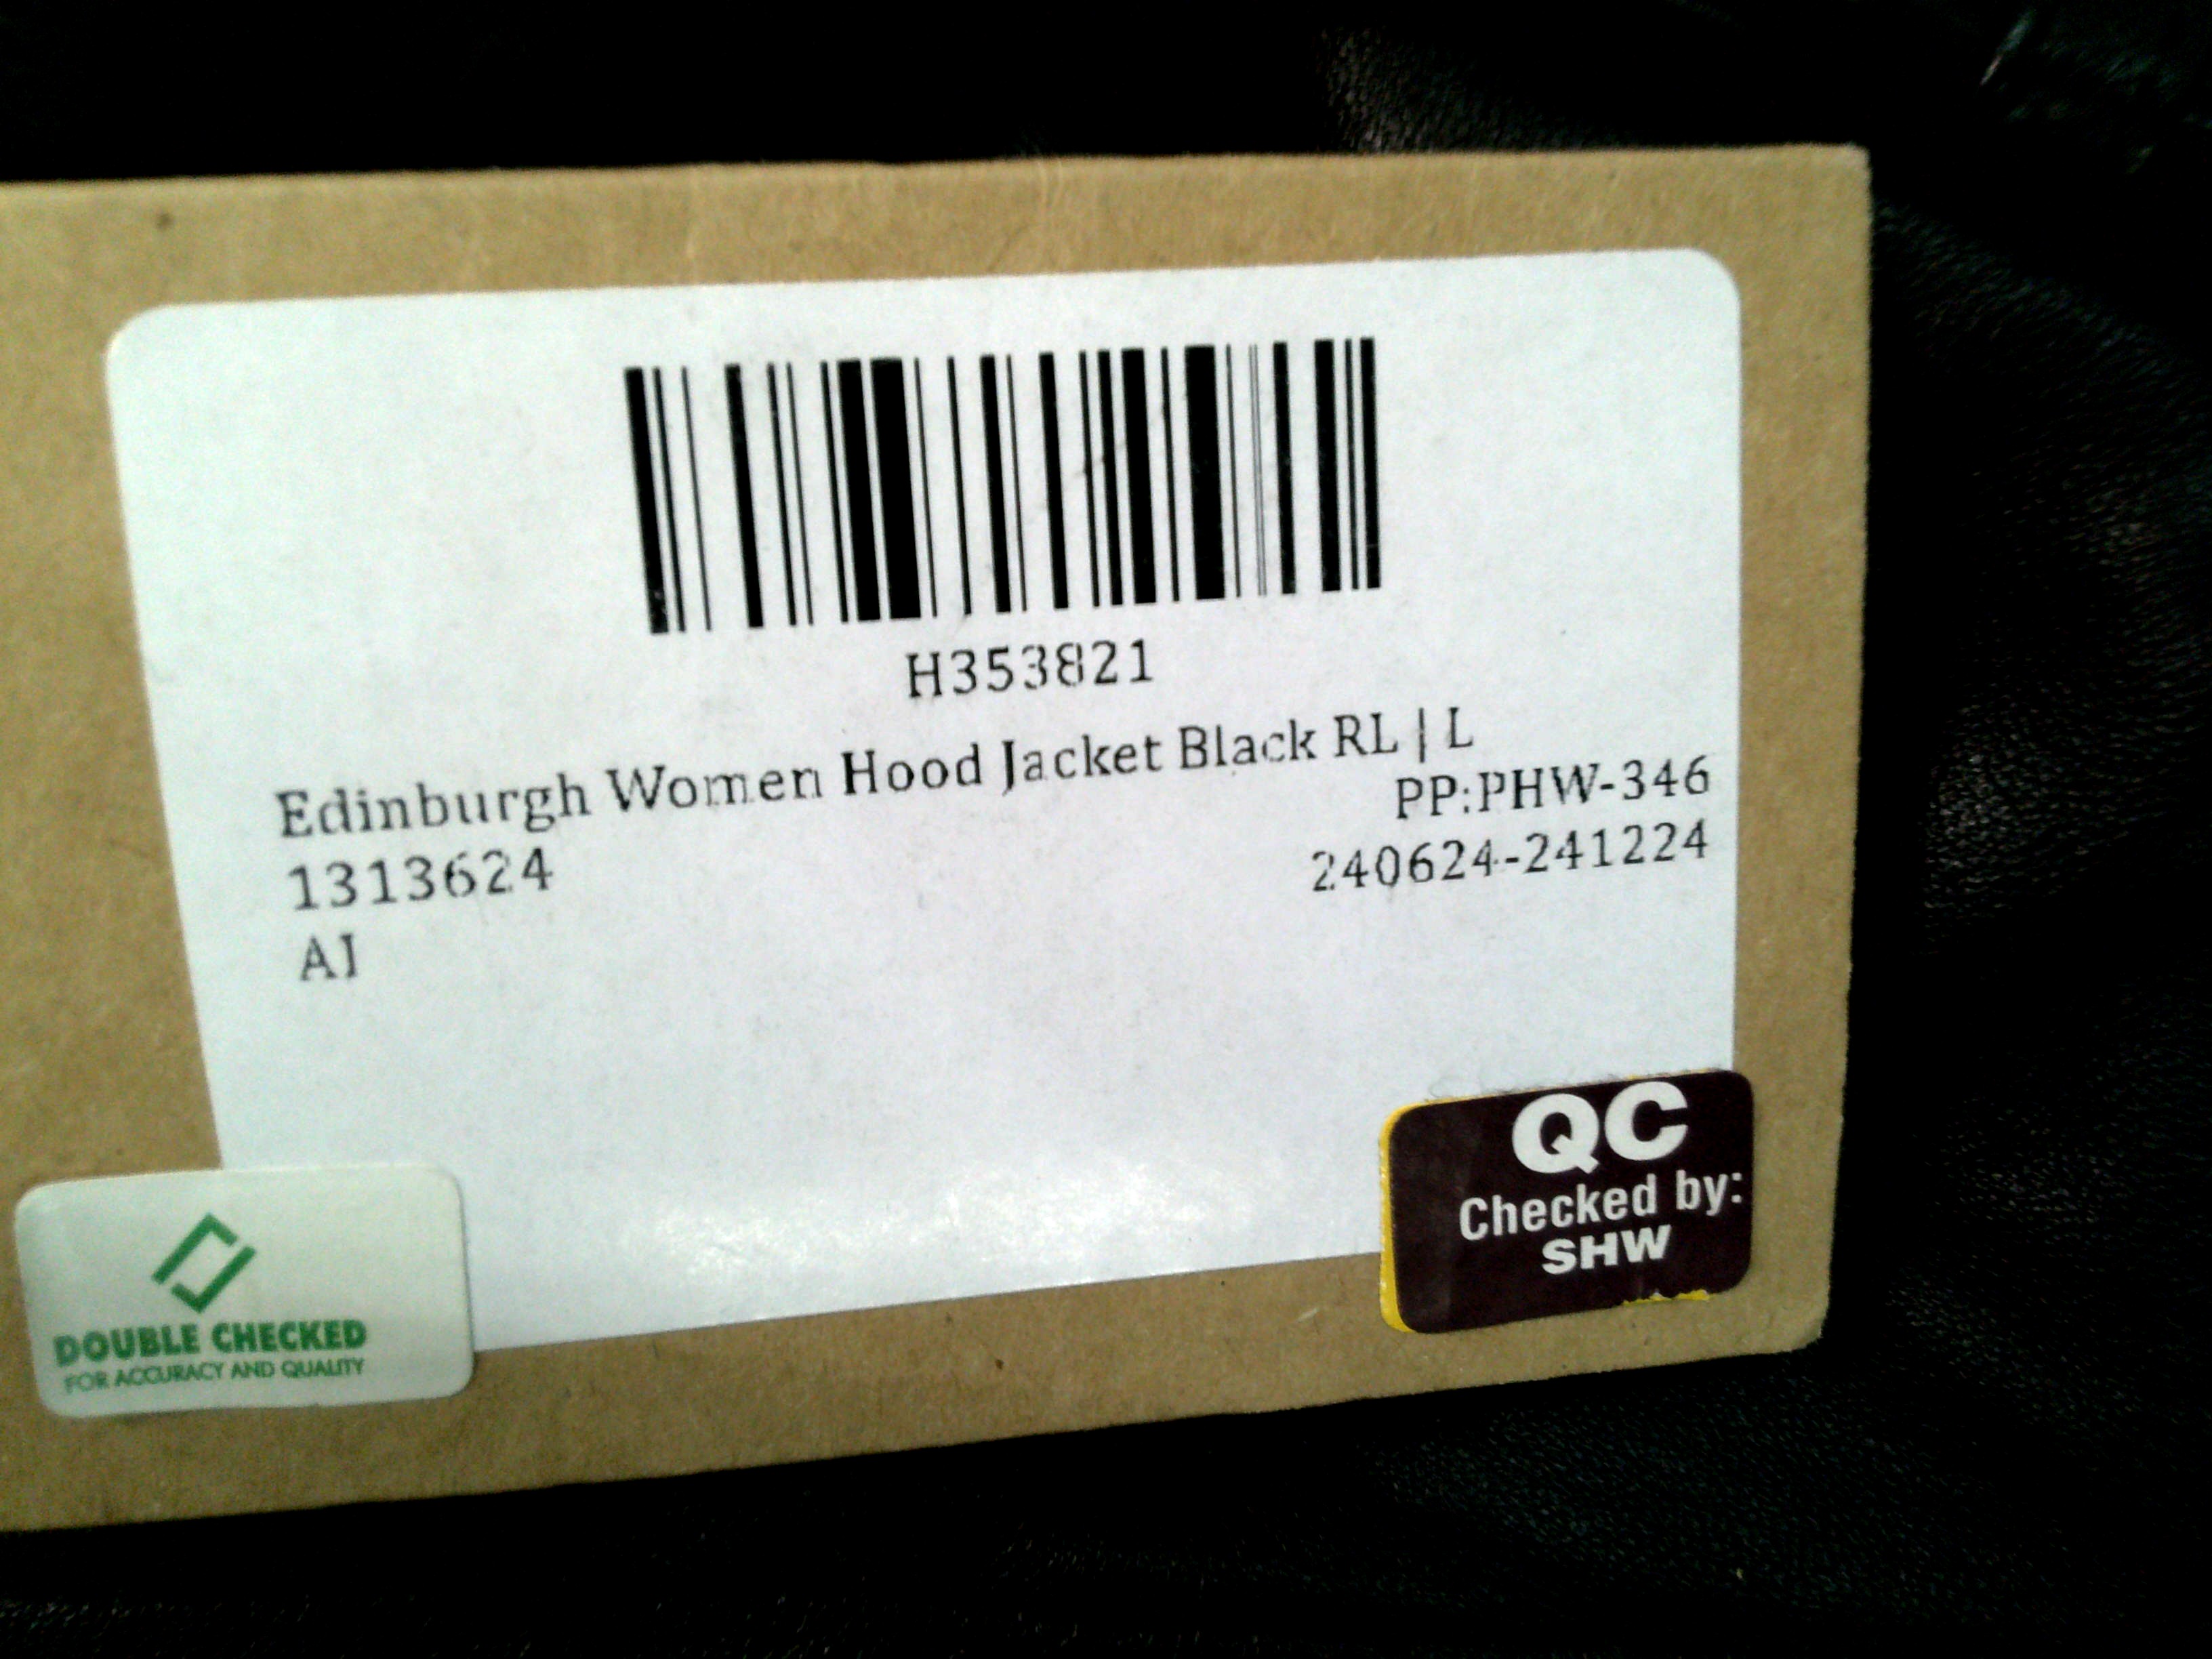 H353821
Edinburgh Women Hood Jacket Black RL | L
PP:PHW-346
1313624
240624-241224
AJ
QC
Checked by:
SHW
DOUBLE CHECKED
FOR ACCURACY AND QUALITY